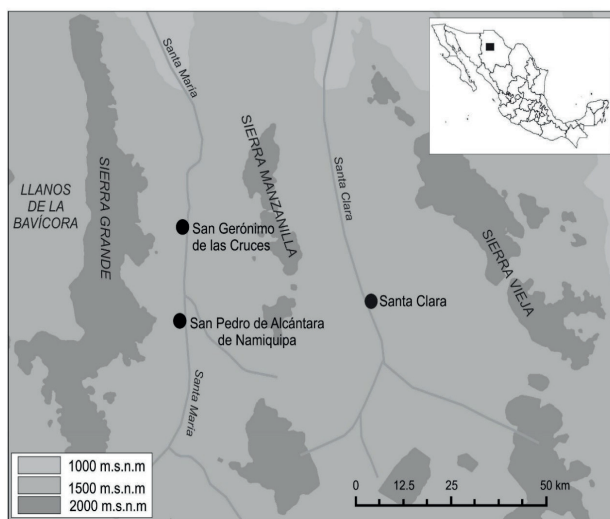 Santa María
SIERRA GRANDE
LLANOS
DE LA
BAVÍCORA
SIERRA MANZANILLA
Santa Clara
San Gerónimo
de las Cruces
SIERRA VIEJA
Santa Clara
San Pedro de Alcántara
de Namiquipa
Santa María
1000 m.s.n.m
1500 m.s.n.m
2000 m.s.n.m
0 12.5 25 50 km